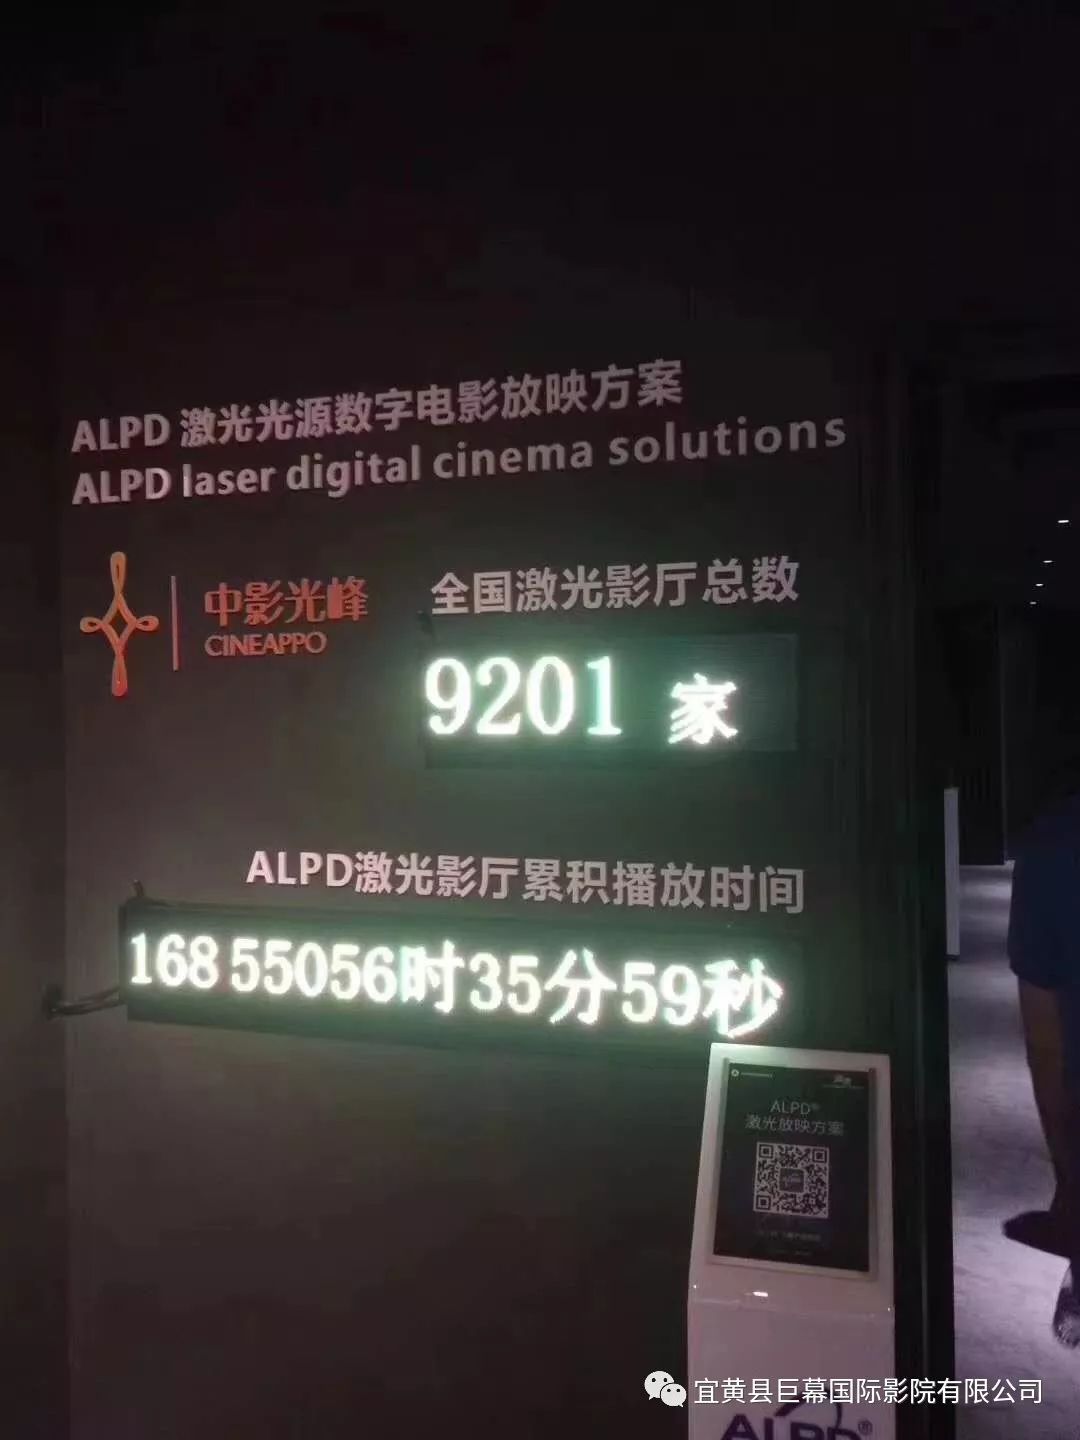 ALPD 激光光源数字电影放映方案
ALPD laser digital cinema solutions
中影光峰
CINEAPPO
全国激光影厅总数
9201 家
ALPD激光影厅累积播放时间
168 55056时35分59秒
ALPD®
激光放映方案
宜黄县巨幕国际影院有限公司
ALPD®